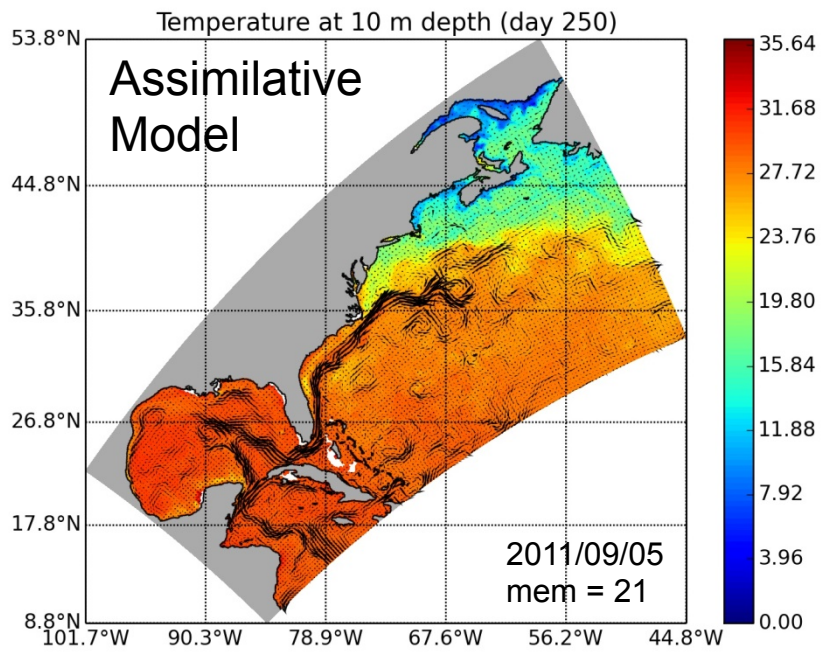 Temperature at 10 m depth (day 250)
53.8°N
44.8°N
35.8°N
26.8°N
17.8°N
8.8°N
Assimilative
Model
2011/09/05
mem = 21
101.7°W 90.3°W 78.9°W 67.6°W 56.2°W 44.8°W
35.64
31.68
27.72
23.76
19.80
15.84
11.88
7.92
3.96
0.00